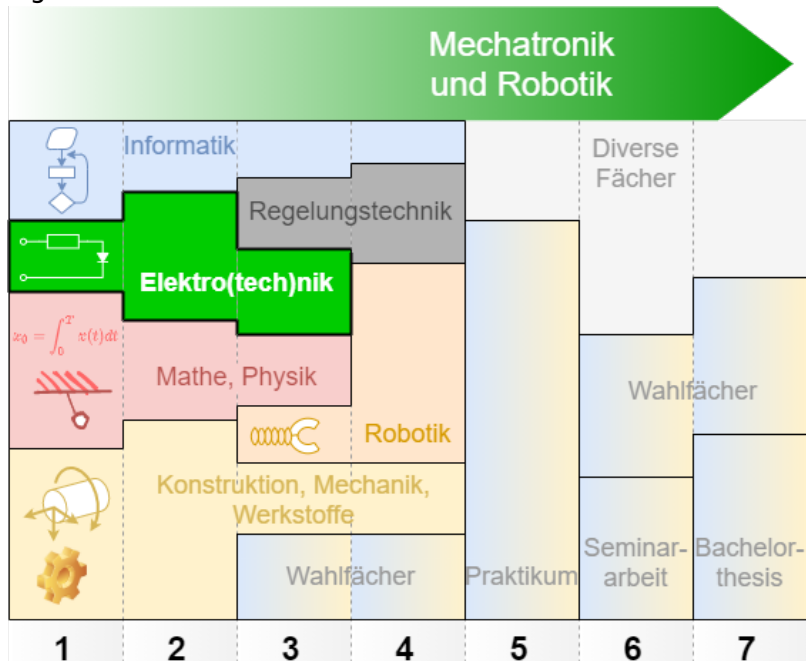 Mechatronik
und Robotik
Informatik
Diverse
Fächer
Regelungstechnik
Elektro(tech)nik
x₀ = ∫₀ᵀ v(t)dt
Mathe, Physik
Wahlfächer
Robotik
Konstruktion, Mechanik,
Werkstoffe
Wahlfächer
Praktikum
Seminar-
arbeit
Bachelor-
thesis
1 2 3 4 5 6 7